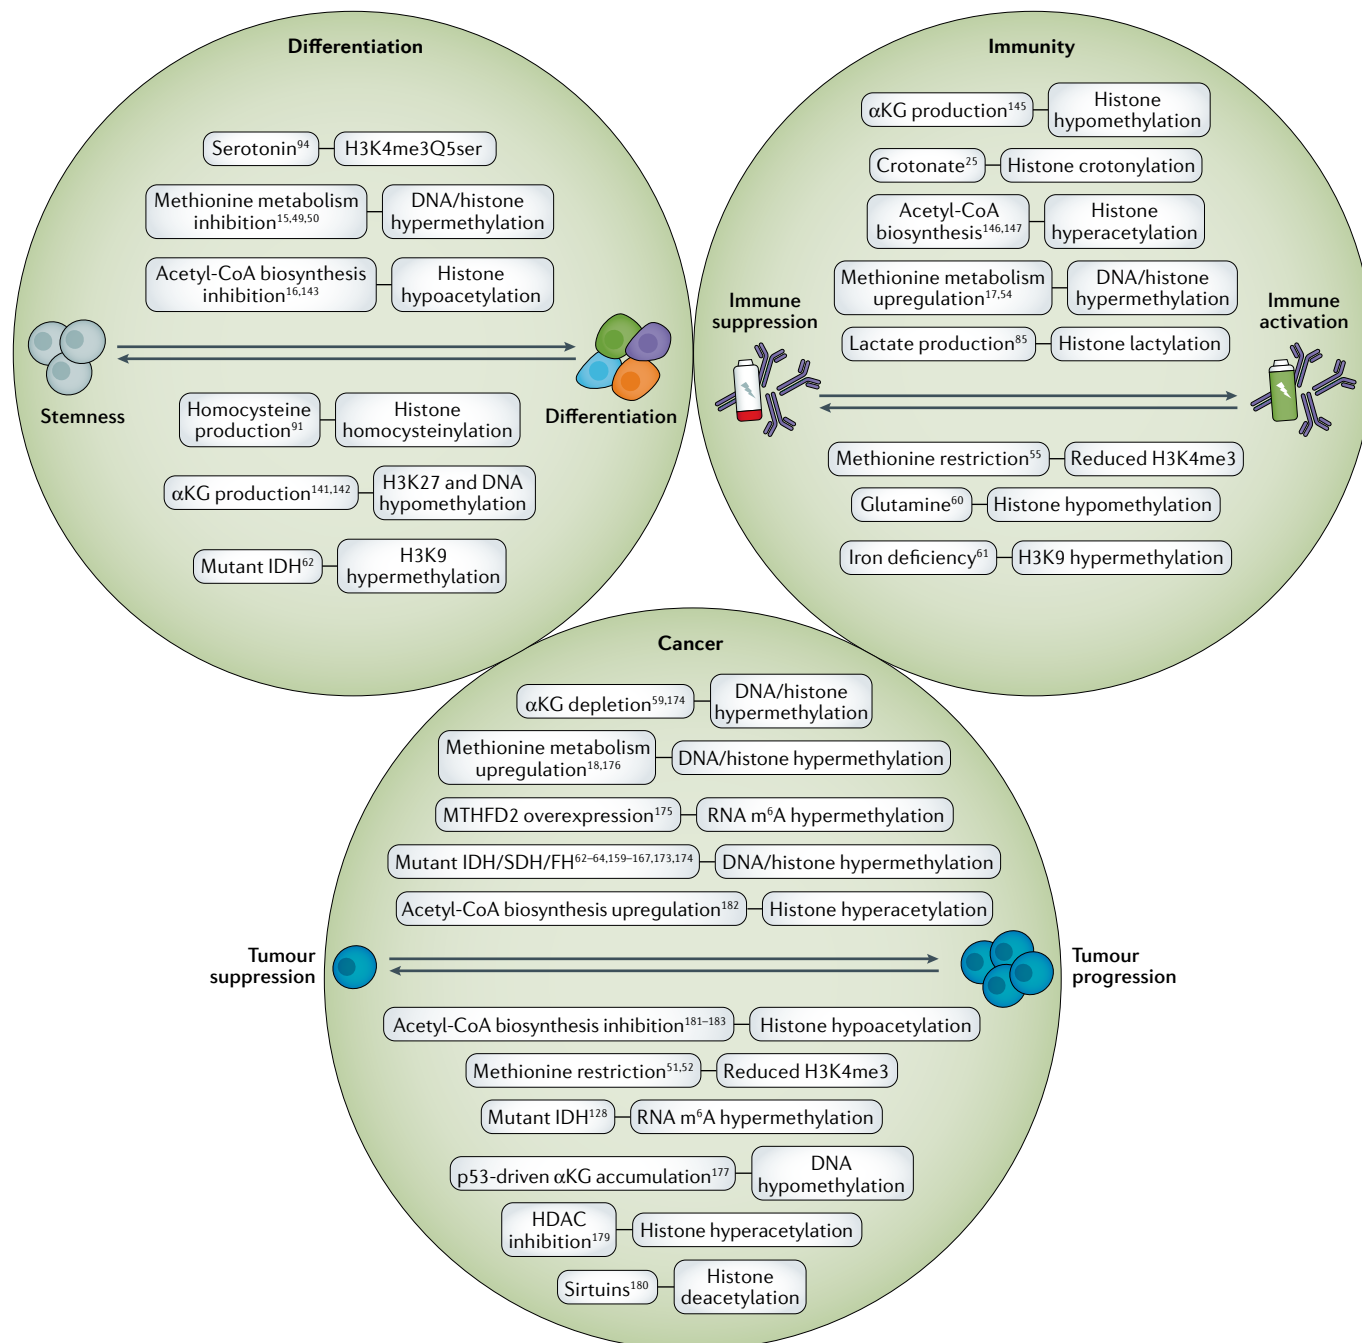 Differentiation
Serotonin⁹⁴
H3K4me3Q5ser
Methionine metabolism
inhibition¹⁵,⁴⁹,⁵⁰
DNA/histone
hypermethylation
Acetyl-CoA biosynthesis
inhibition¹⁶,¹⁴³
Histone
hypoacetylation
Stemness
Differentiation
Homocysteine
production⁹¹
Histone
homocysteinylation
αKG production¹⁴¹,¹⁴²
H3K27 and DNA
hypomethylation
Mutant IDH⁶²
H3K9
hypermethylation
Immunity
αKG production¹⁴⁵
Histone
hypomethylation
Crotonate²⁵
Histone crotonylation
Acetyl-CoA
biosynthesis¹⁴⁶,¹⁴⁷
Histone
hyperacetylation
Methionine metabolism
upregulation¹⁷,⁵⁴
DNA/histone
hypermethylation
Lactate production⁸⁵
Histone lactylation
Immune
suppression
Immune
activation
Methionine restriction⁵⁵
Reduced H3K4me3
Glutamine⁶⁰
Histone hypomethylation
Iron deficiency⁶¹
H3K9 hypermethylation
Cancer
αKG depletion⁵⁹,¹⁷⁴
DNA/histone
hypermethylation
Methionine metabolism
upregulation¹⁸,¹⁷⁶
DNA/histone hypermethylation
MTHFD2 overexpression¹⁷⁵
RNA m⁶A hypermethylation
Mutant IDH/SDH/FH⁶²⁻⁶⁴,¹⁵⁹⁻¹⁶⁷,¹⁷³,¹⁷⁴
DNA/histone hypermethylation
Acetyl-CoA biosynthesis upregulation¹⁸²
Histone hyperacetylation
Tumour
suppression
Tumour
progression
Acetyl-CoA biosynthesis inhibition¹⁸¹⁻¹⁸³
Histone hypoacetylation
Methionine restriction⁵¹,⁵²
Reduced H3K4me3
Mutant IDH¹²⁸
RNA m⁶A hypermethylation
p53-driven αKG accumulation¹⁷⁷
DNA
hypomethylation
HDAC
inhibition¹⁷⁹
Histone hyperacetylation
Sirtuins¹⁸⁰
Histone
deacetylation